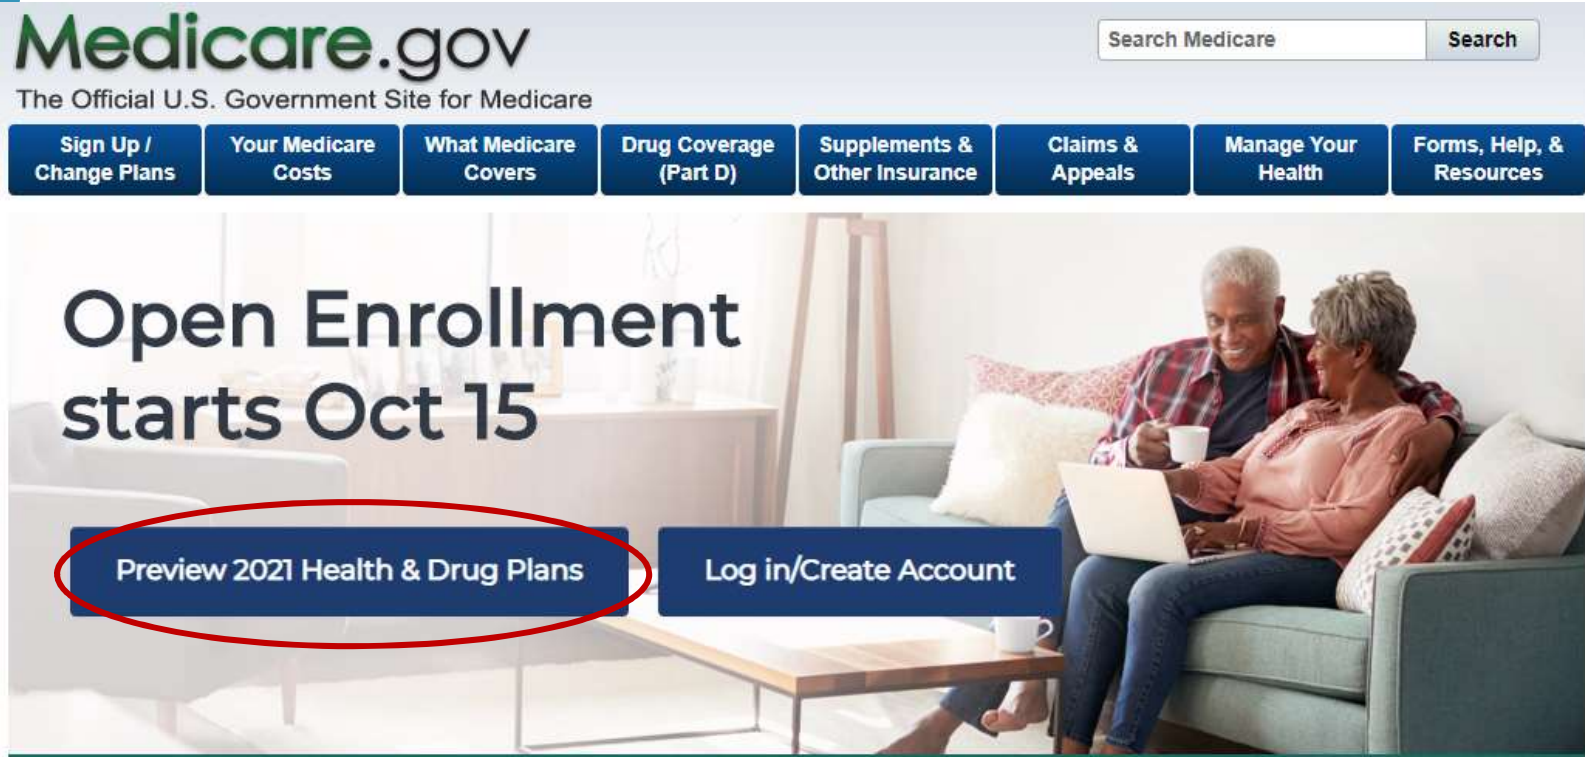 Medicare.gov
The Official U.S. Government Site for Medicare
Search Medicare
Search
Sign Up /
Change Plans
Your Medicare
Costs
What Medicare
Covers
Drug Coverage
(Part D)
Supplements &
Other Insurance
Claims &
Appeals
Manage Your
Health
Forms, Help, &
Resources
Open Enrollment
starts Oct 15
Preview 2021 Health & Drug Plans
Log in/Create Account